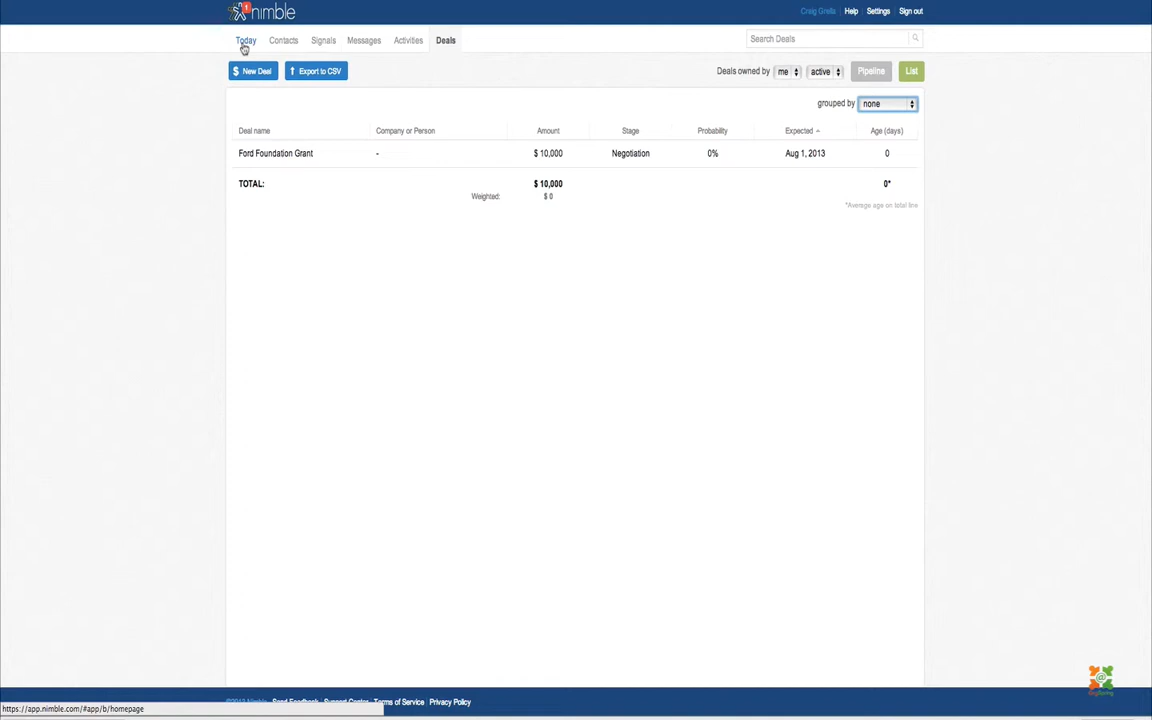 1
nimble
Craig Grella Help Settings Sign out
Today Contacts Signals Messages Activities Deals
Search Deals
$ New Deal Export to CSV
Deals owned by me active Pipeline List
grouped by none
Deal name Company or Person Amount Stage Probability Expected Age (days)
Ford Foundation Grant - $ 10,000 Negotiation 0% Aug 1, 2013 0
TOTAL: $ 10,000 0*
Weighted: $ 0
*Average age on total line
©2013 Nimble Send Feedback Support Center Terms of Service Privacy Policy
https://app.nimble.com/#app/b/homepage